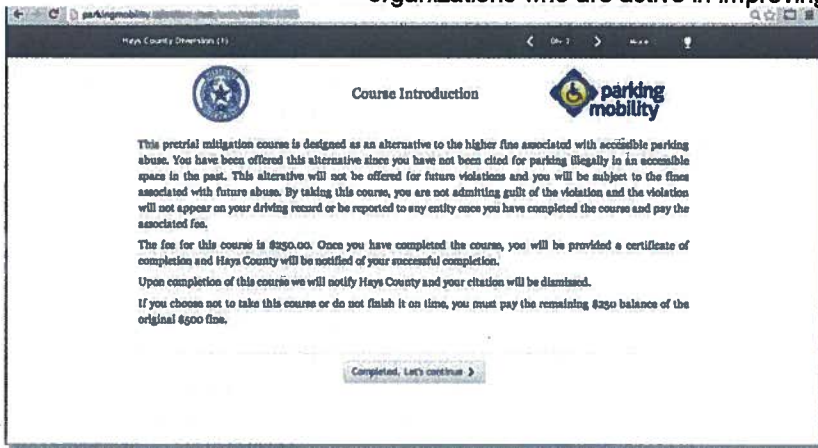 organizations who are active in improving
parkingmobility
Hays County Diversion (1)
Course Introduction
parking
mobility
This pretrial mitigation course is designed as an alternative to the higher fine associated with accessible parking
abuse. You have been offered this alternative since you have not been cited for parking illegally in an accessible
space in the past. This alterative will not be offered for future violations and you will be subject to the fines
associated with future abuse. By taking this course, you are not admitting guilt of the violation and the violation
will not appear on your driving record or be reported to any entity once you have completed the course and pay the
associated fee.
The fee for this course is $250.00. Once you have completed the course, you will be provided a certificate of
completion and Hays County will be notified of your successful completion.
Upon completion of this course we will notify Hays County and your citation will be dismissed.
If you choose not to take this course or do not finish it on time, you must pay the remaining $250 balance of the
original $500 fine.
Completed, Let's continue